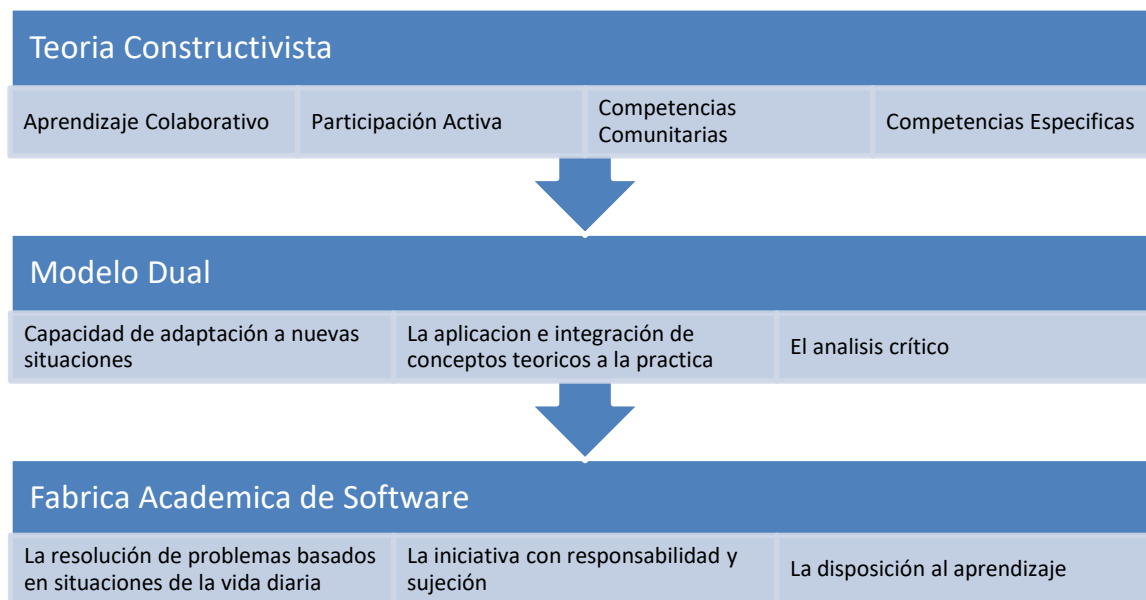 Teoria Constructivista
Aprendizaje Colaborativo
Participación Activa
Competencias
Comunitarias
Competencias Especificas
Modelo Dual
Capacidad de adaptación a nuevas
situaciones
La aplicacion e integración de
conceptos teoricos a la practica
El analisis crítico
Fabrica Academica de Software
La resolución de problemas basados
en situaciones de la vida diaria
La iniciativa con responsabilidad y
sujeción
La disposición al aprendizaje